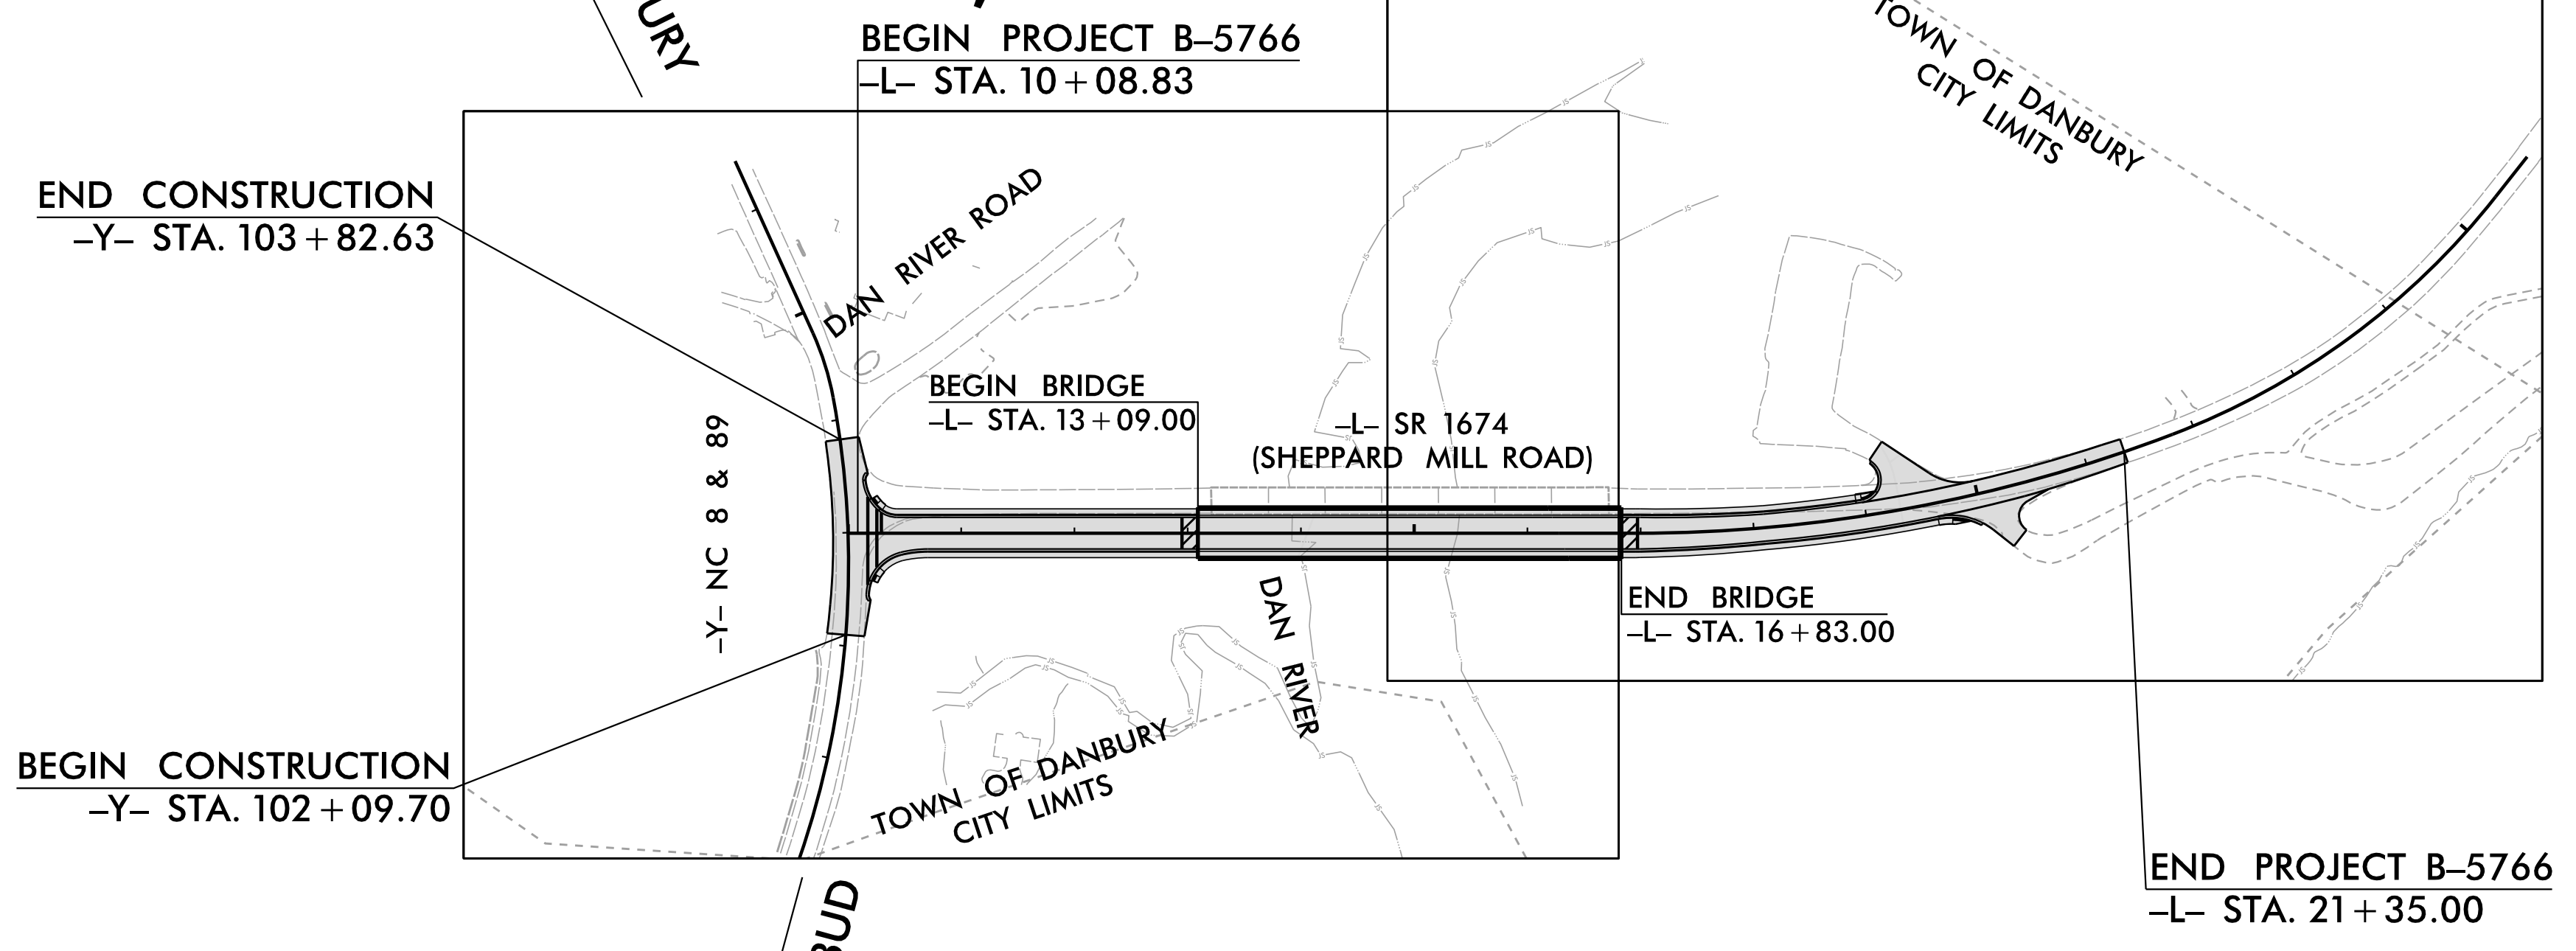 URY
BEGIN PROJECT B–5766
–L– STA. 10+08.83
TOWN OF DANBURY
CITY LIMITS
END CONSTRUCTION
–Y– STA. 103+82.63
DAN RIVER ROAD
BEGIN BRIDGE
–L– STA. 13+09.00
–L– SR 1674
(SHEPPARD MILL ROAD)
–Y– NC 8 & 89
DAN RIVER
END BRIDGE
–L– STA. 16+83.00
BEGIN CONSTRUCTION
–Y– STA. 102+09.70
TOWN OF DANBURY
CITY LIMITS
END PROJECT B–5766
–L– STA. 21+35.00
BUD